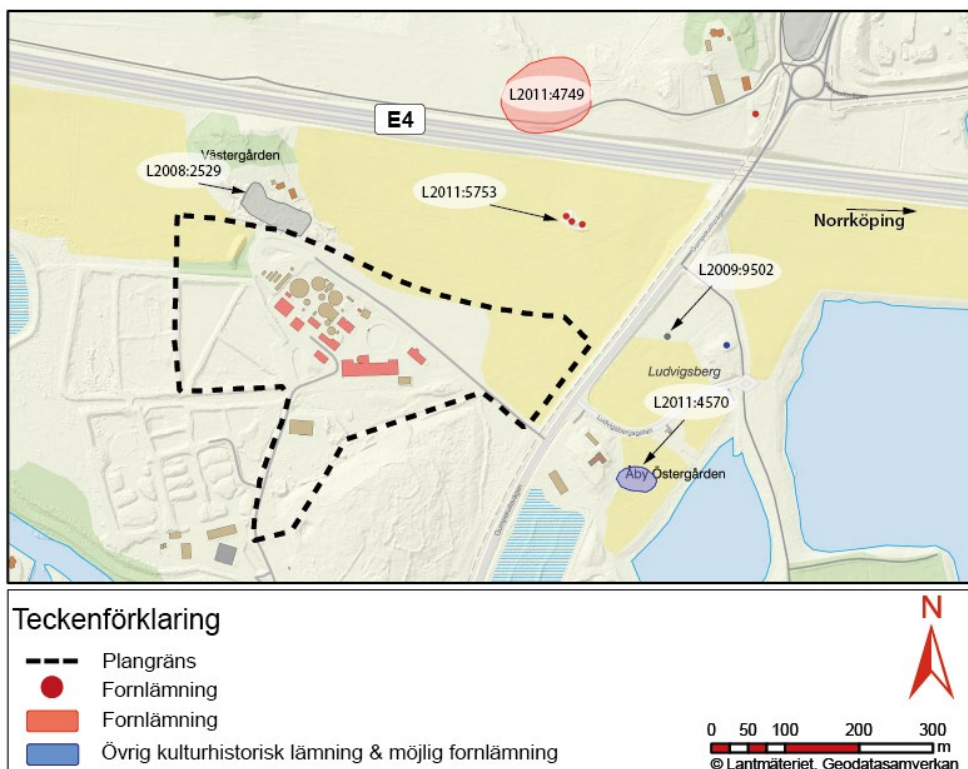 L2011:4749
E4
Västergården
L2008:2529
L2011:5753
Norrköping
L2009:9502
Ludvigsberg
L2011:4570
Ludvigsbergsgatan
Åby Östergården
Teckenförklaring
Plangräns
Fornlämning
Fornlämning
Övrig kulturhistorisk lämning & möjlig fornlämning
N
0 50 100 200 300
m
© Lantmäteriet, Geodatasamverkan